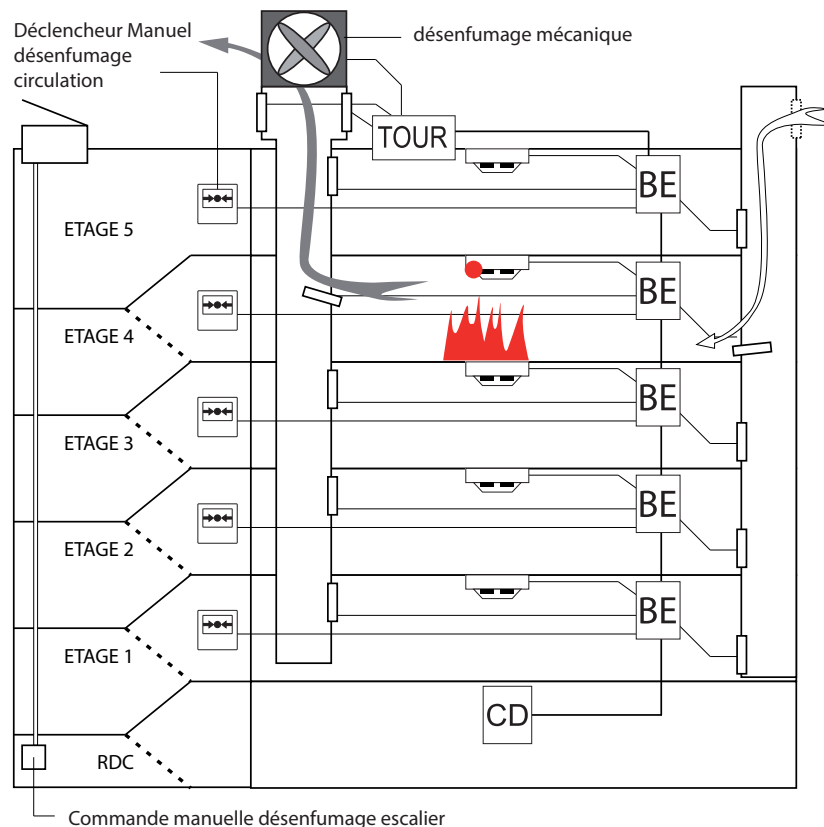 Déclencheur Manuel
désenfumage
circulation
désenfumage mécanique
TOUR
BE
ETAGE 5
BE
ETAGE 4
BE
ETAGE 3
BE
ETAGE 2
BE
ETAGE 1
CD
RDC
Commande manuelle désenfumage escalier